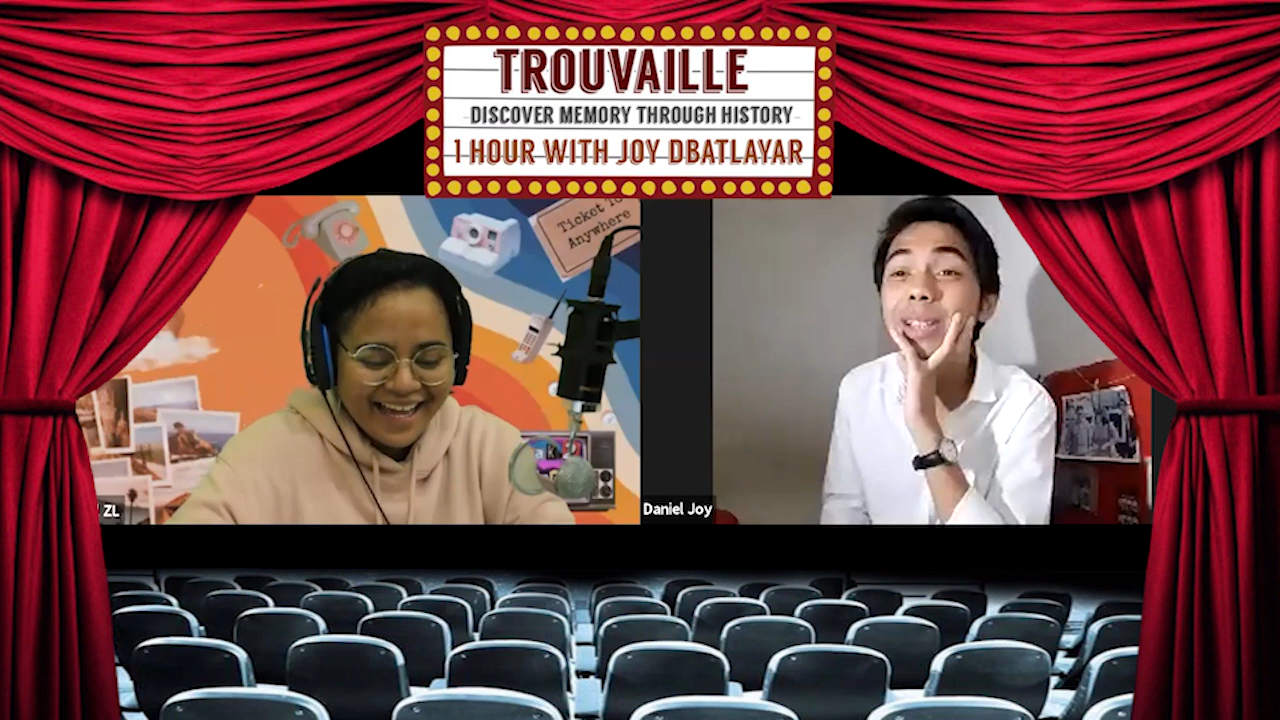 TROUVAILLE
DISCOVER MEMORY THROUGH HISTORY
1 HOUR WITH JOY DBATLAYAR
Ticket To
Anywhere
ZL
Daniel Joy